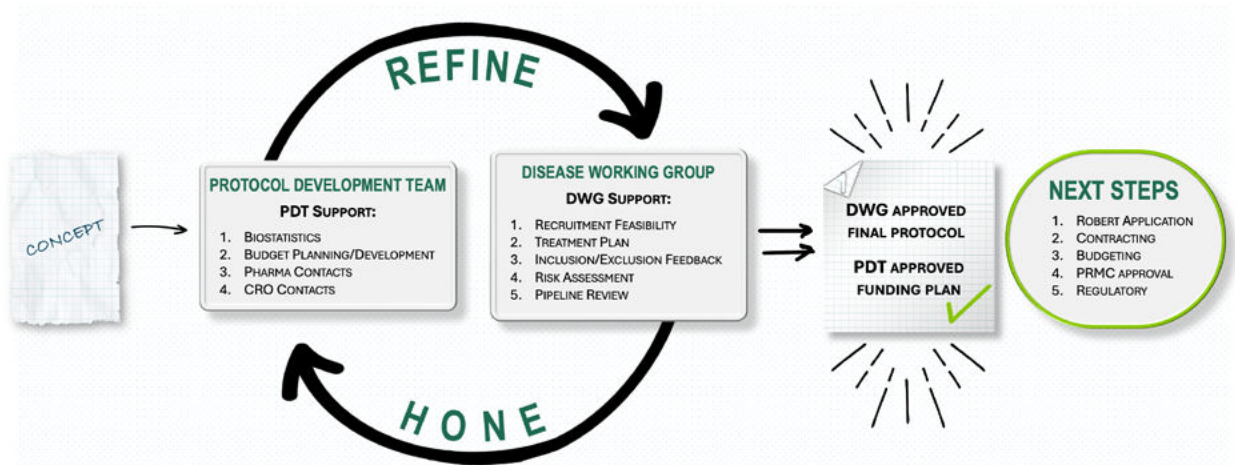 REFINE
CONCEPT
PROTOCOL DEVELOPMENT TEAM
PDT SUPPORT:
1. BIOSTATISTICS
2. BUDGET PLANNING/DEVELOPMENT
3. PHARMA CONTACTS
4. CRO CONTACTS
DISEASE WORKING GROUP
DWG SUPPORT:
1. RECRUITMENT FEASIBILITY
2. TREATMENT PLAN
3. INCLUSION/EXCLUSION FEEDBACK
4. RISK ASSESSMENT
5. PIPELINE REVIEW
DWG APPROVED
FINAL PROTOCOL
PDT APPROVED
FUNDING PLAN
NEXT STEPS
1. ROBERT APPLICATION
2. CONTRACTING
3. BUDGETING
4. PRMC APPROVAL
5. REGULATORY
HONE